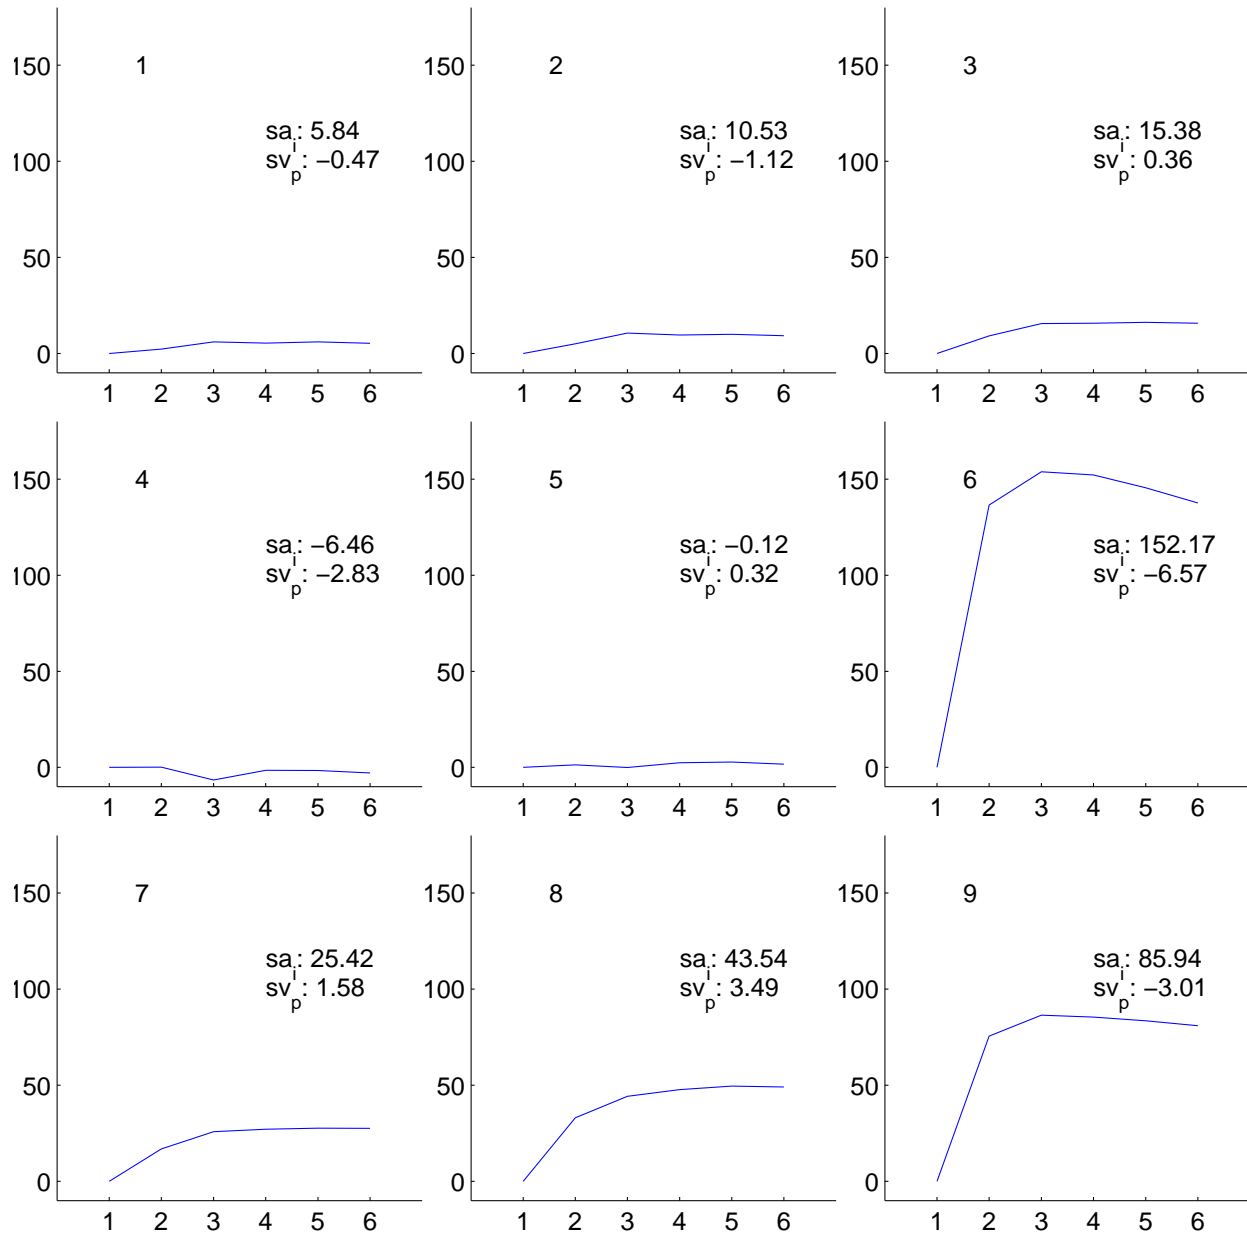 150
1
sa_i: 5.84
100
sv_p: −0.47
50
0
1 2 3 4 5 6
150
2
sa_i: 10.53
100
sv_p: −1.12
50
0
1 2 3 4 5 6
150
3
sa_i: 15.38
100
sv_p: 0.36
50
0
1 2 3 4 5 6
150
4
sa_i: −6.46
100
sv_p: −2.83
50
0
1 2 3 4 5 6
150
5
sa_i: −0.12
100
sv_p: 0.32
50
0
1 2 3 4 5 6
150
6
sa_i: 152.17
100
sv_p: −6.57
50
0
1 2 3 4 5 6
150
7
sa_i: 25.42
100
sv_p: 1.58
50
0
1 2 3 4 5 6
150
8
sa_i: 43.54
100
sv_p: 3.49
50
0
1 2 3 4 5 6
150
9
sa_i: 85.94
100
sv_p: −3.01
50
0
1 2 3 4 5 6